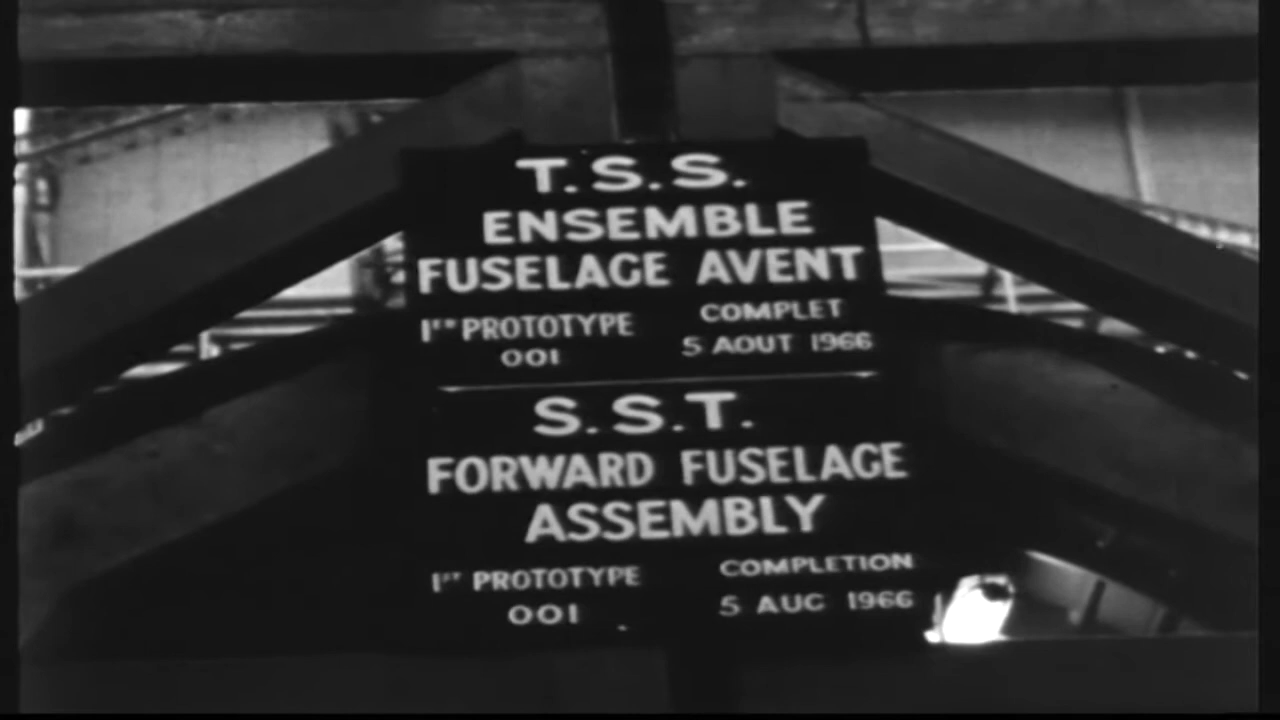 T.S.S.
ENSEMBLE
FUSELAGE AVENT
1er PROTOTYPE COMPLET
001 5 AOUT 1966
S.S.T.
FORWARD FUSELAGE
ASSEMBLY
1ST PROTOTYPE COMPLETION
001 5 AUG 1966